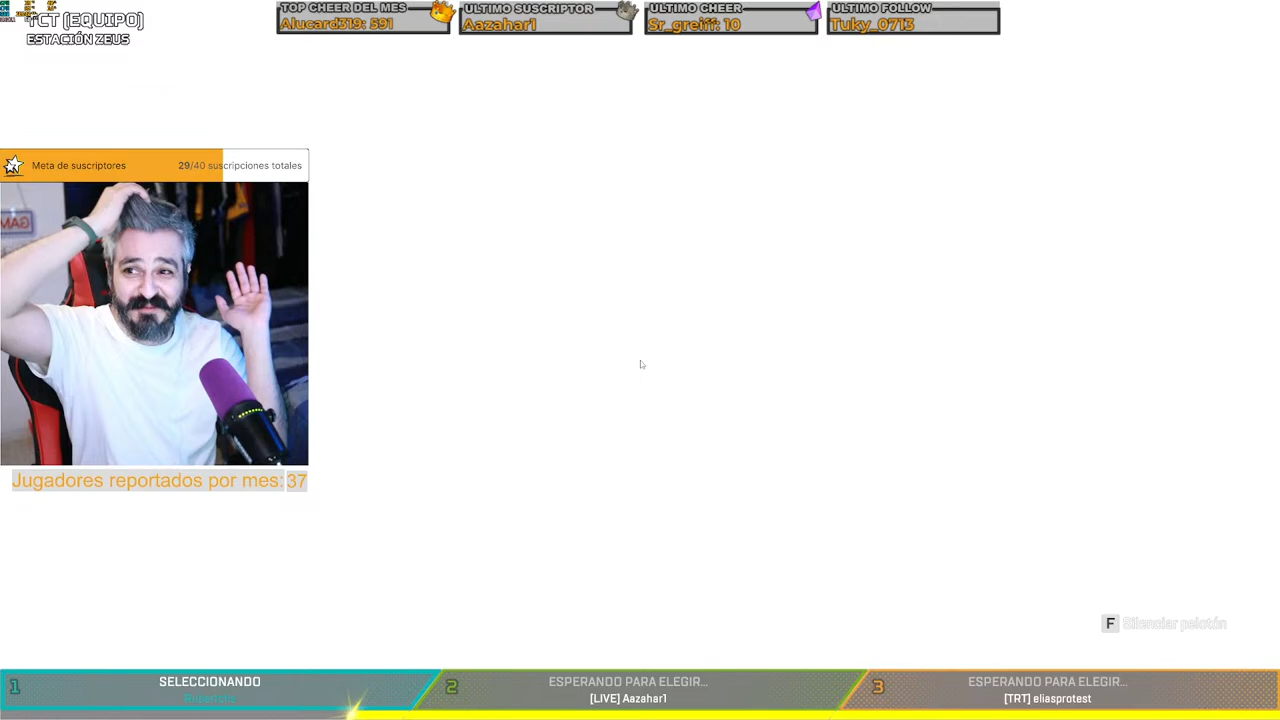 TCT (EQUIPO)
ESTACIÓN ZEUS
TOP CHEER DEL MES
Alucard319: 591
ULTIMO SUSCRIPTOR
Aazahar1
ULTIMO CHEER
Sr_greiff: 10
ULTIMO FOLLOW
Tuky_0713
Meta de suscriptores 29/40 suscripciones totales
GAM
Jugadores reportados por mes: 37
F Silenciar pelotón
1 SELECCIONANDO
2 ESPERANDO PARA ELEGIR...
[LIVE] Aazahar1
3 ESPERANDO PARA ELEGIR...
[TRT] eliasprotest